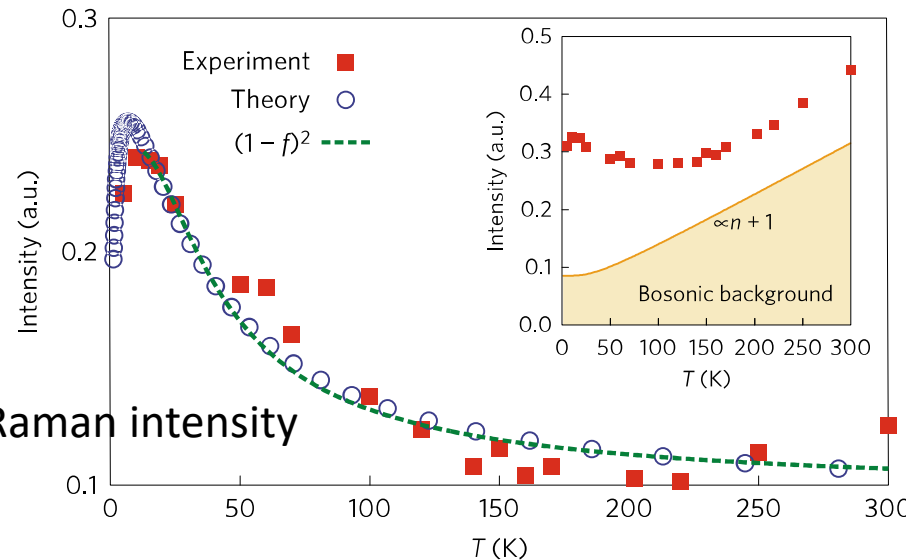 0.3
0.2
0.1
Intensity (a.u.)
Experiment
Theory
(1 − f)²
Raman intensity
0 50 100 150 200 250 300
T (K)
0.5
0.4
0.3
0.2
0.1
0.0
Intensity (a.u.)
∝n + 1
Bosonic background
0 50 100 150 200 250 300
T (K)